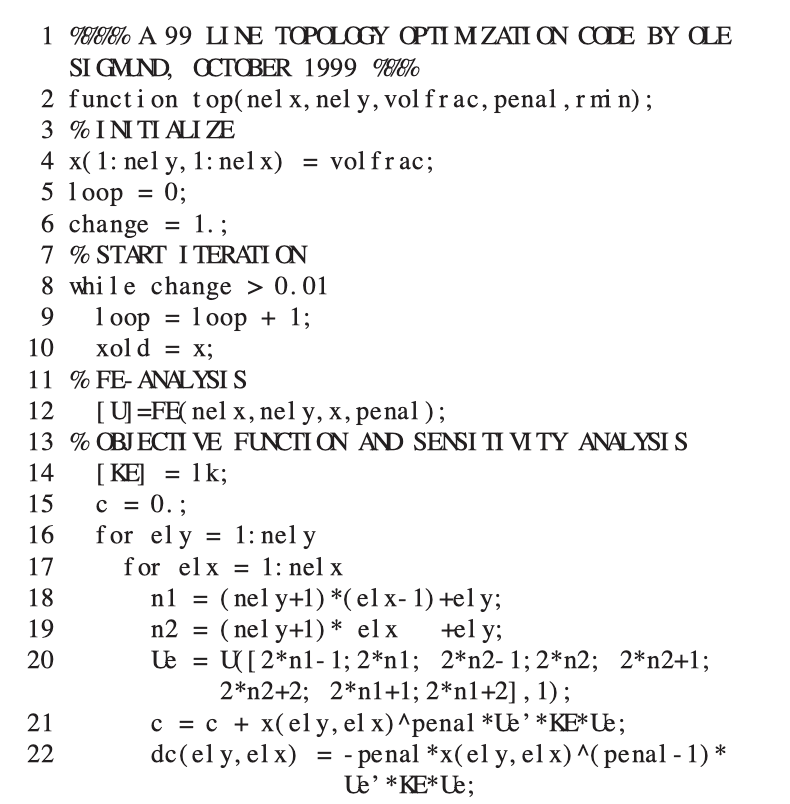 1 %%%% A 99 LINE TOPOLOGY OPTIMIZATION CODE BY OLE
SIGMUND, OCTOBER 1999 %%%
2 function top(nelx,nely,volfrac,penal,rmin);
3 % INITIALIZE
4 x(1:nely,1:nelx) = volfrac;
5 loop = 0;
6 change = 1.;
7 % START ITERATION
8 while change > 0.01
9 loop = loop + 1;
10 xold = x;
11 % FE-ANALYSIS
12 [U]=FE(nelx,nely,x,penal);
13 % OBJECTIVE FUNCTION AND SENSITIVITY ANALYSIS
14 [KE] = lk;
15 c = 0.;
16 for ely = 1:nely
17 for elx = 1:nelx
18 n1 = (nely+1)*(elx-1)+ely;
19 n2 = (nely+1)* elx +ely;
20 Ue = U([2*n1-1;2*n1; 2*n2-1;2*n2; 2*n2+1;
2*n2+2; 2*n1+1;2*n1+2],1);
21 c = c + x(ely,elx)^penal*Ue’*KE*Ue;
22 dc(ely,elx) = -penal*x(ely,elx)^(penal-1)*
Ue’*KE*Ue;